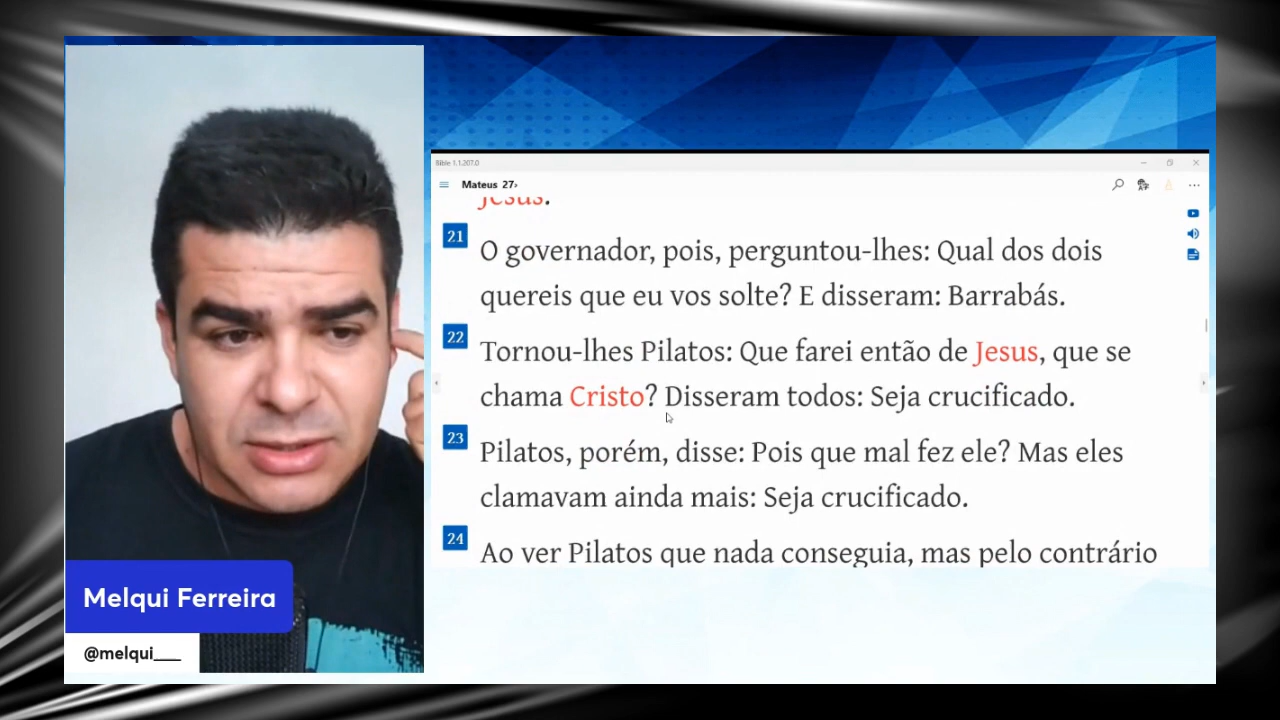 Bible 1.1.207.0
Mateus 27
Jesus.
21
O governador, pois, perguntou-lhes: Qual dos dois
quereis que eu vos solte? E disseram: Barrabás.
22
Tornou-lhes Pilatos: Que farei então de Jesus, que se
chama Cristo? Disseram todos: Seja crucificado.
23
Pilatos, porém, disse: Pois que mal fez ele? Mas eles
clamavam ainda mais: Seja crucificado.
24
Ao ver Pilatos que nada conseguia, mas pelo contrário
Melqui Ferreira
@melqui___